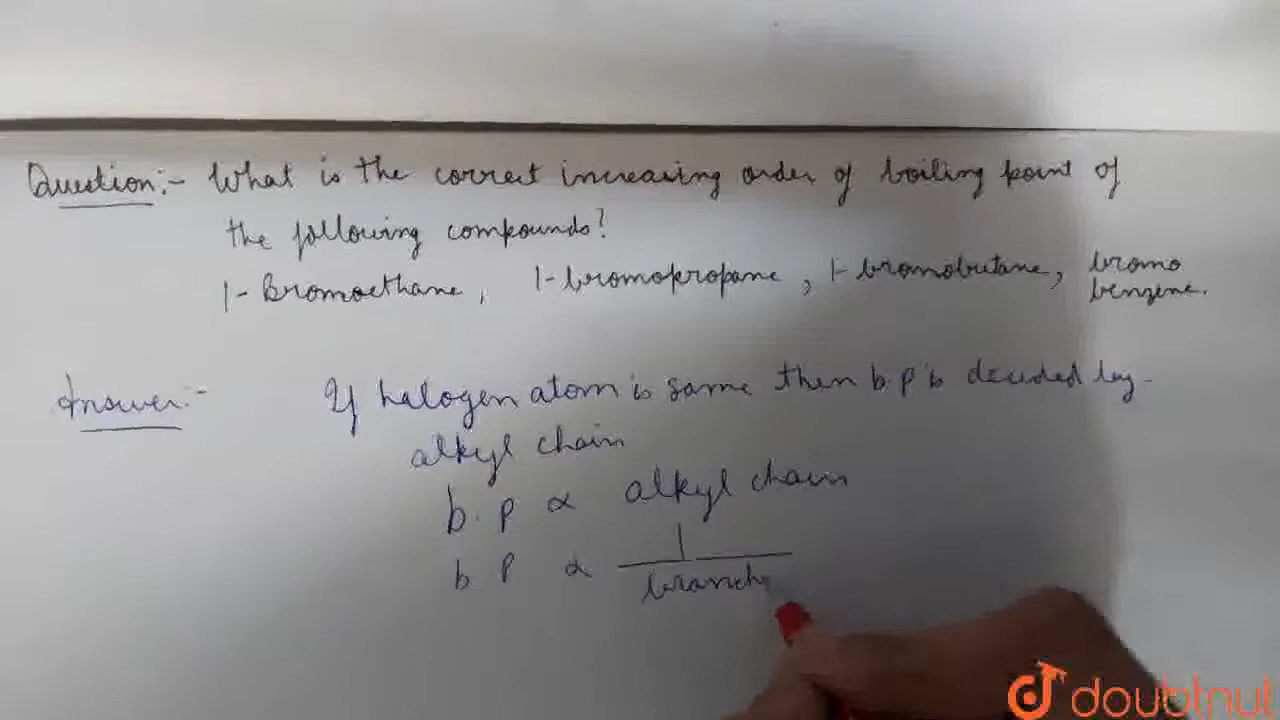 Question:- What is the correct increasing order of boiling point of
the following compounds?
1-Bromoethane, 1-bromopropane, 1-bromobutane, bromo
benzene.
Answer:- If halogen atom is same then b.p is decided by
alkyl chain
b.p ∝ alkyl chain
b p ∝ 1
branch
doubtnut